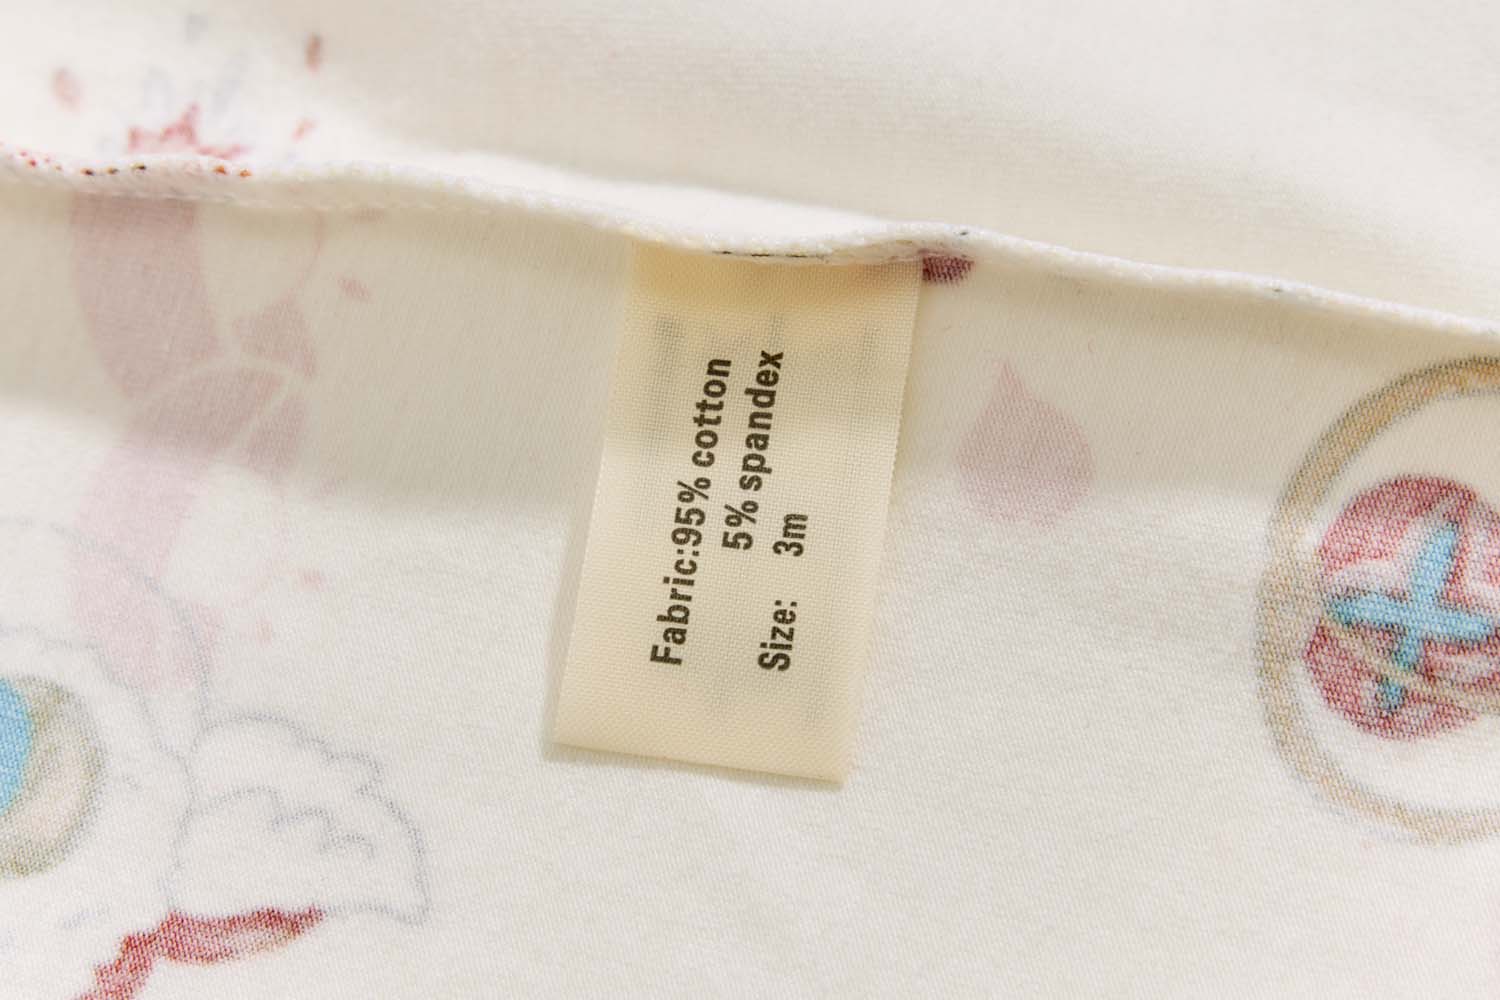 Fabric:95% cotton
5% spandex
Size: 3m